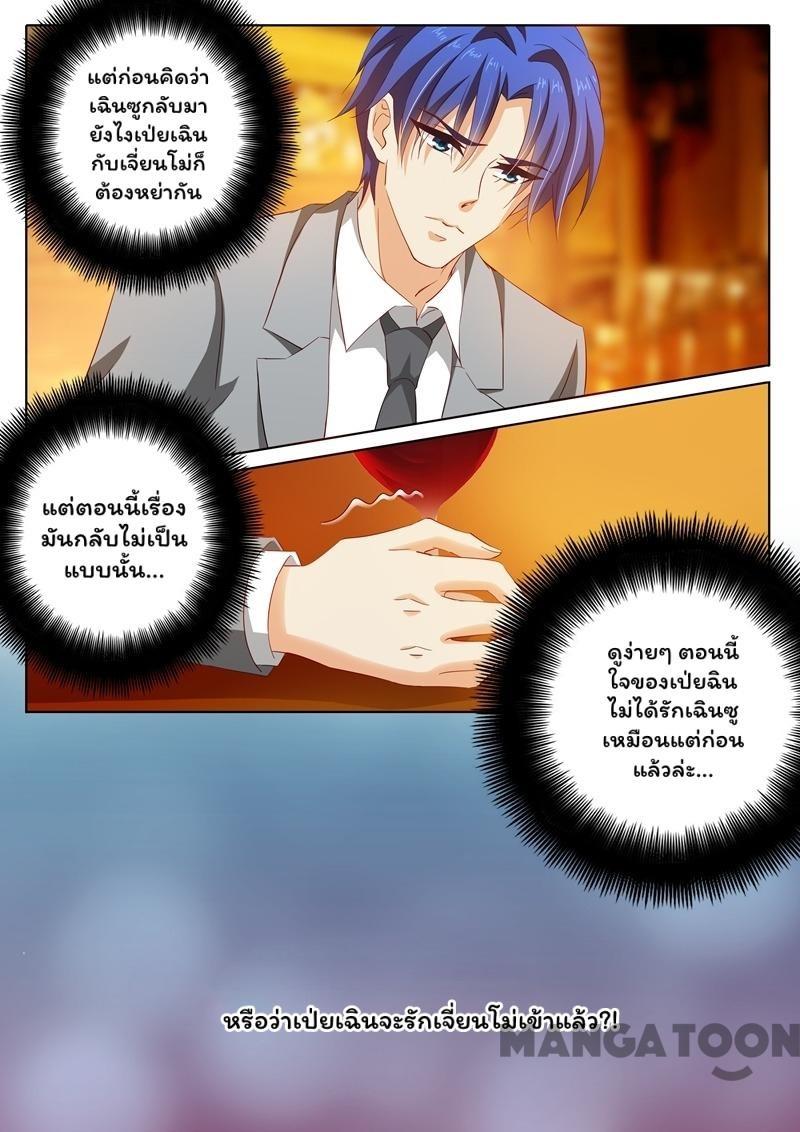 แต่ก่อนคิดว่า
เฉินซูกลับมา
ยังไงเป่ยเฉิน
กับเจี่ยนโม่ก็
ต้องหย่ากัน
แต่ตอนนี้เรื่อง
มันกลับไม่เป็น
แบบนั้น...
ดูง่ายๆ ตอนนี้
ใจของเป่ยฉิน
ไม่ได้รักเฉินซู
เหมือนแต่ก่อน
แล้วล่ะ...
หรือว่าเป่ยเฉินจะรักเจี่ยนโม่เข้าแล้ว?!
MANGATOON